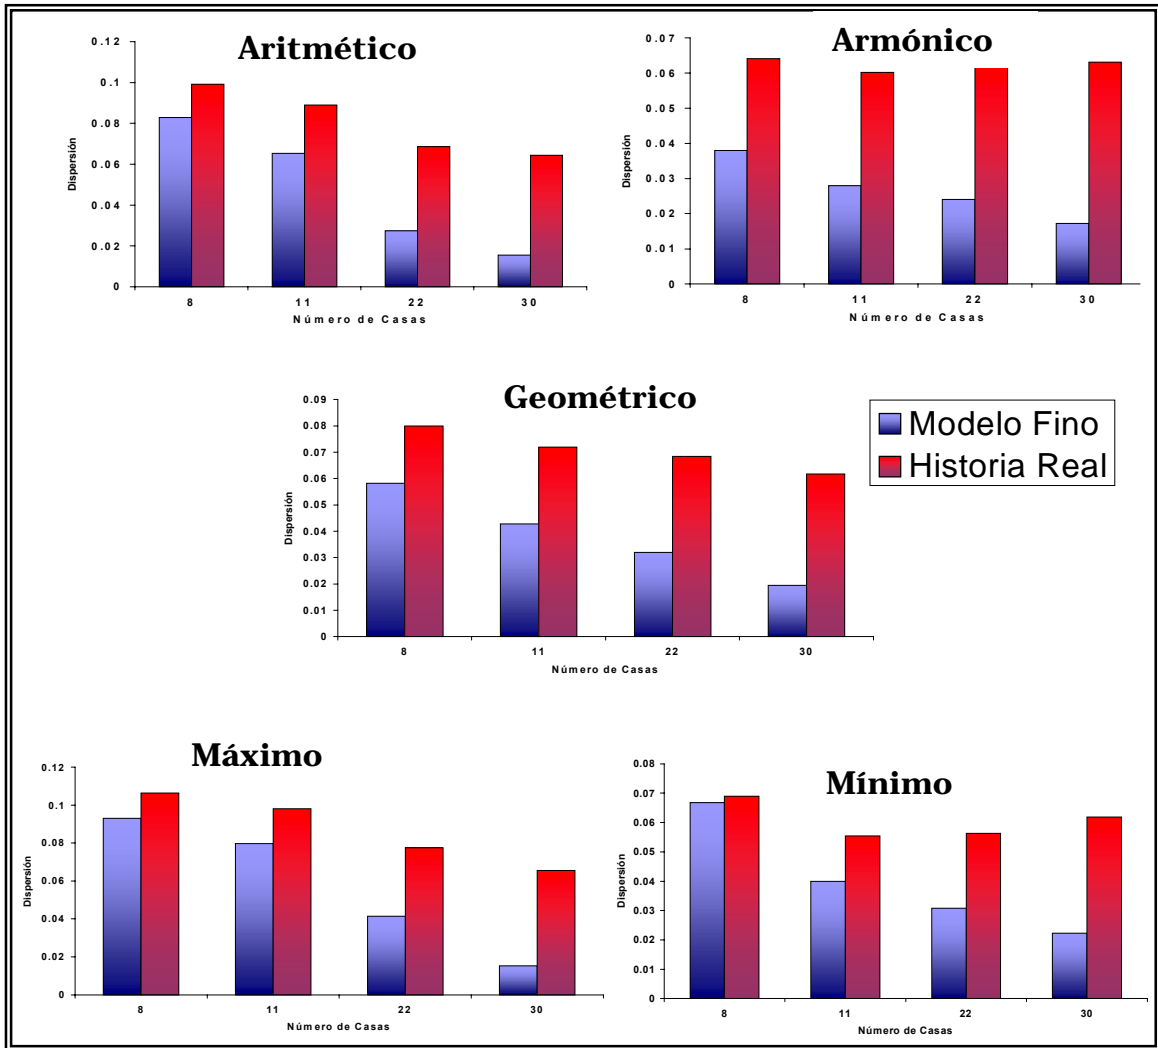 Aritmético
0.12
0.1
0.08
0.06
0.04
0.02
0
Dispersión
8 11 22 30
Número de Casas
Armónico
0.07
0.06
0.05
0.04
0.03
0.02
0.01
0
Dispersión
8 11 22 30
Número de Casas
Geométrico
0.09
0.08
0.07
0.06
0.05
0.04
0.03
0.02
0.01
0
Dispersión
8 11 22 30
Número de Casas
Modelo Fino
Historia Real
Máximo
0.12
0.1
0.08
0.06
0.04
0.02
0
Dispersión
8 11 22 30
Número de Casas
Mínimo
0.08
0.07
0.06
0.05
0.04
0.03
0.02
0.01
0
Dispersión
8 11 22 30
Número de Casas